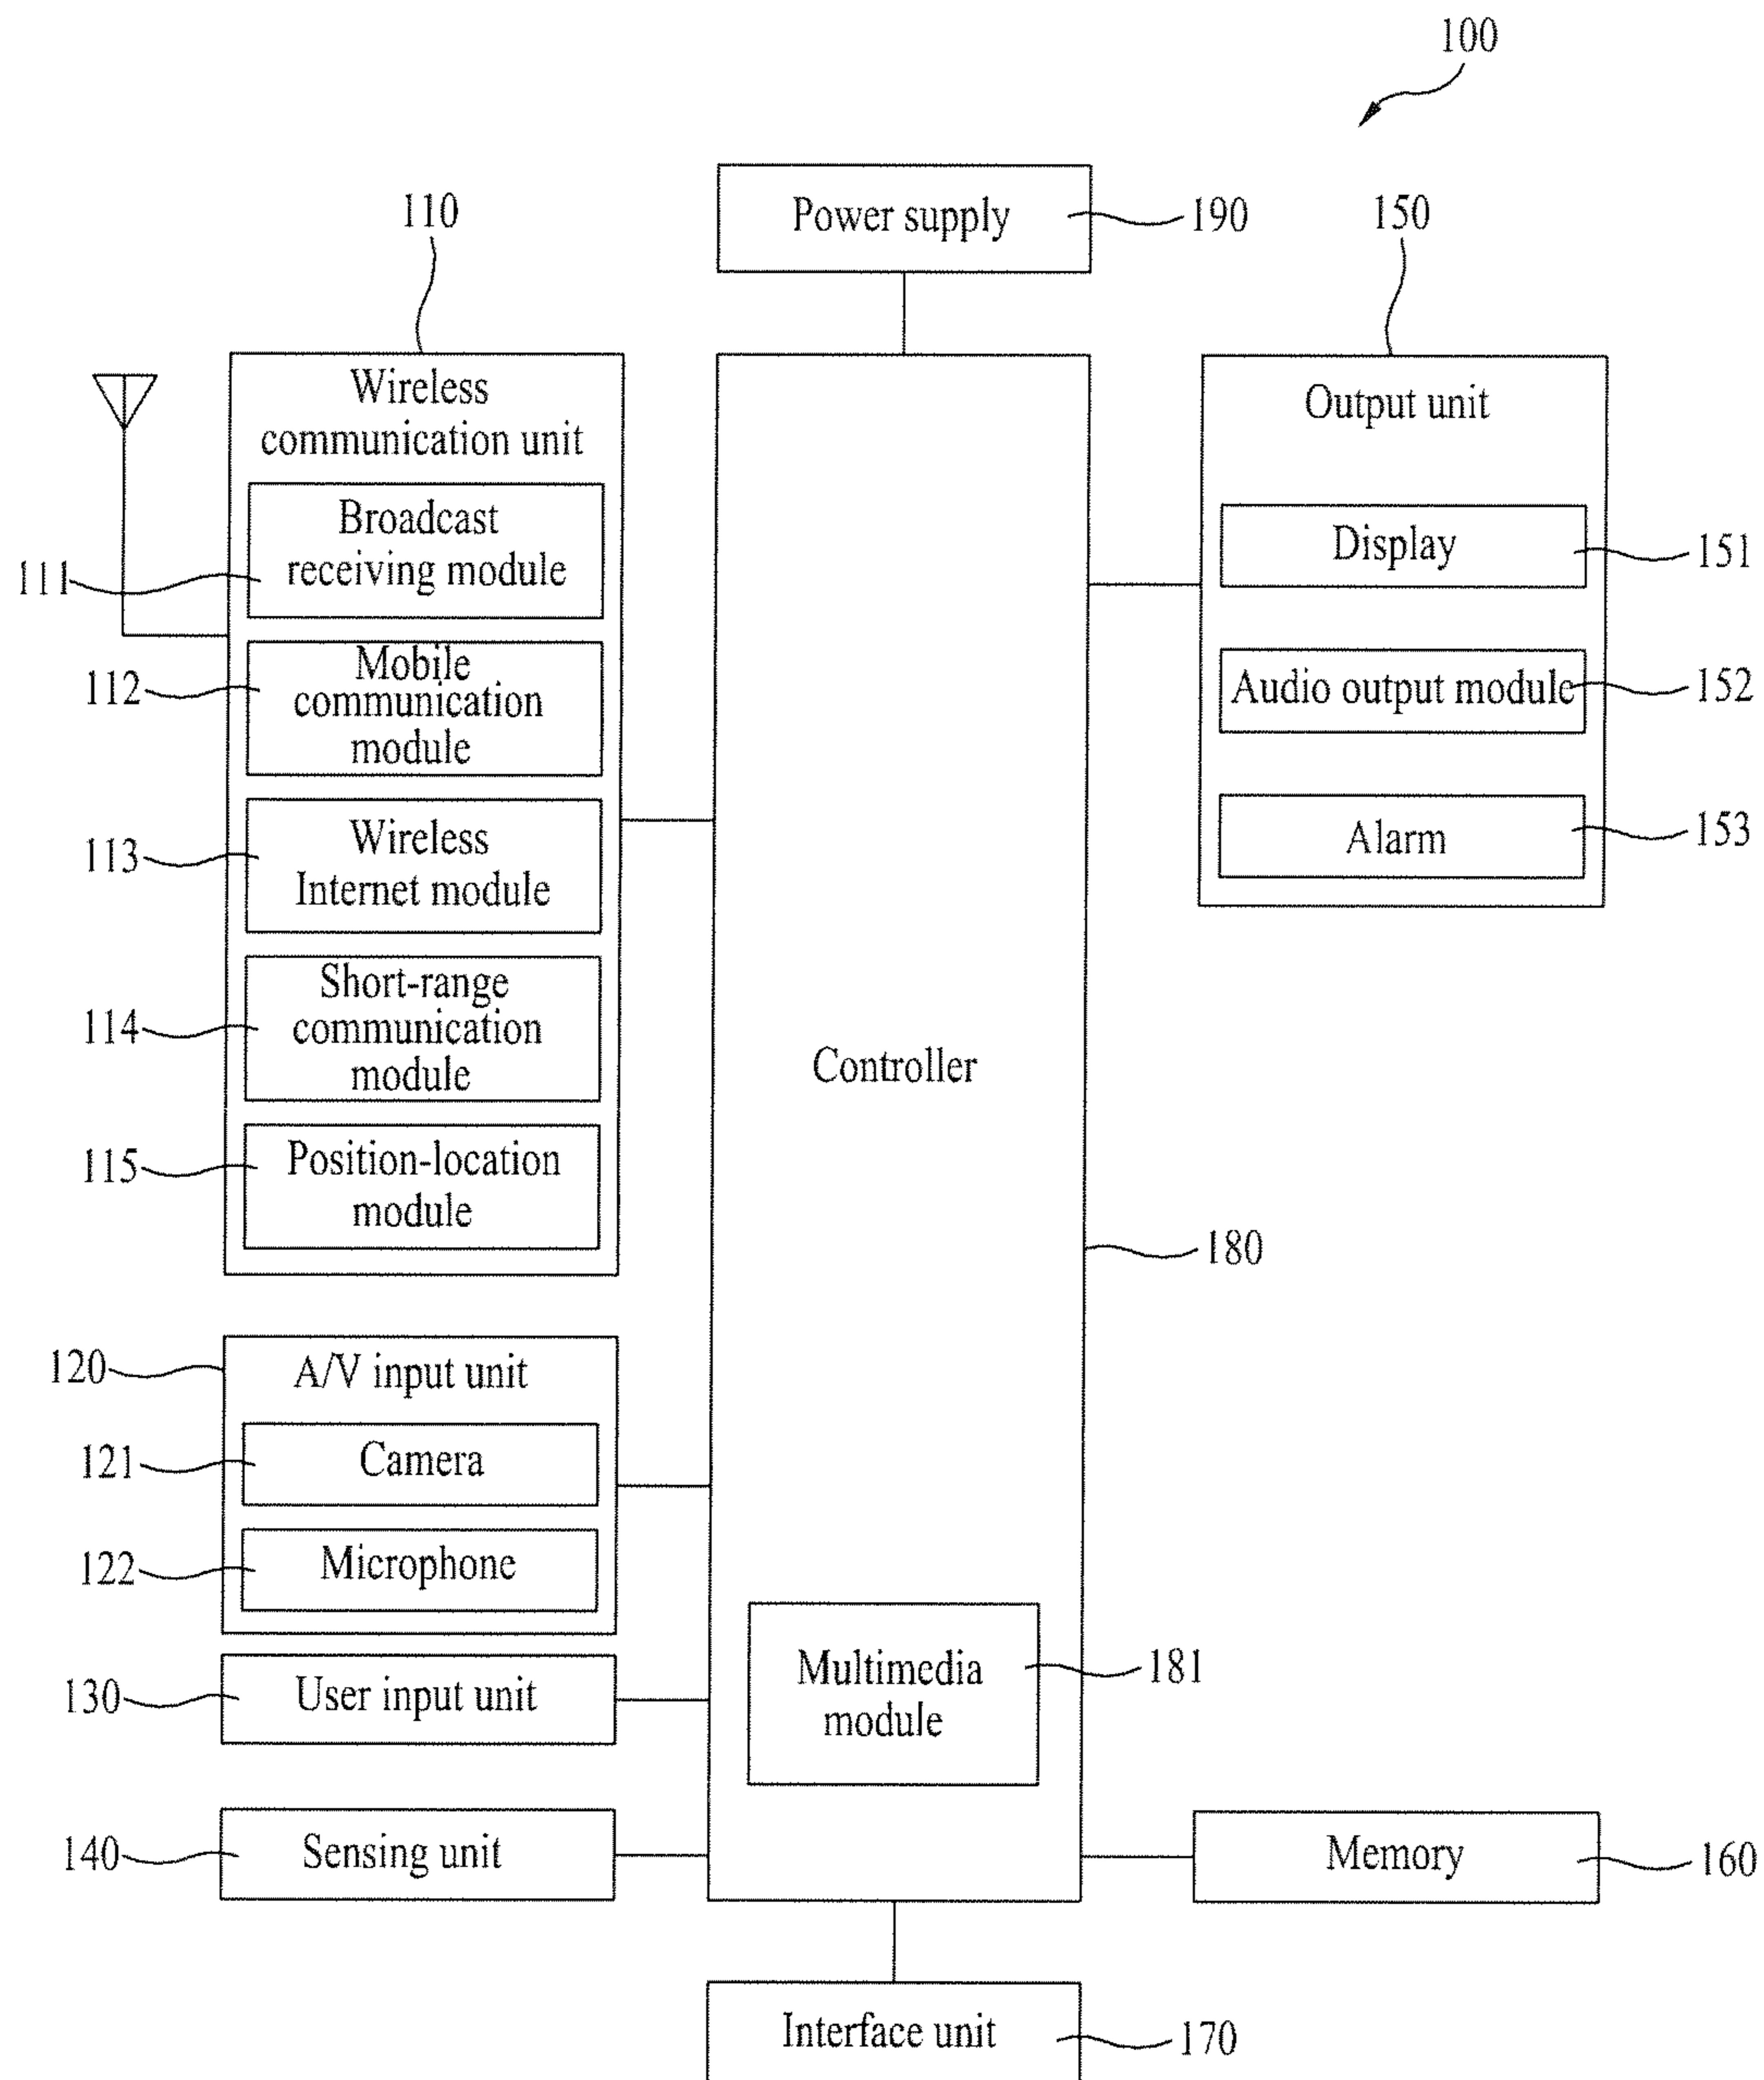 100
Power supply
190
110
150
Wireless
communication unit
Broadcast
receiving module
111
Mobile
communication
module
112
Wireless
Internet module
113
Short-range
communication
module
114
Position-location
module
115
Output unit
Display
151
Audio output module
152
Alarm
153
Controller
180
120
A/V input unit
121
Camera
122
Microphone
130
User input unit
Multimedia
module
181
140
Sensing unit
Memory
160
Interface unit
170